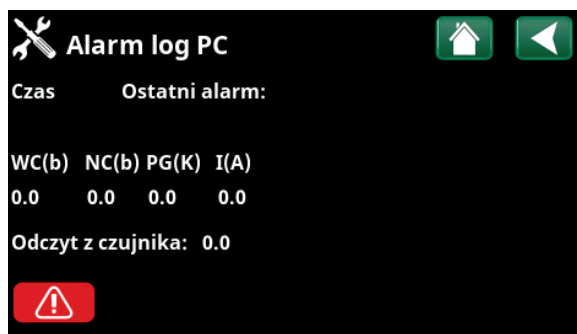 Alarm log PC
Czas Ostatni alarm:
WC(b) NC(b) PG(K) I(A)
0.0 0.0 0.0 0.0
Odczyt z czujnika: 0.0